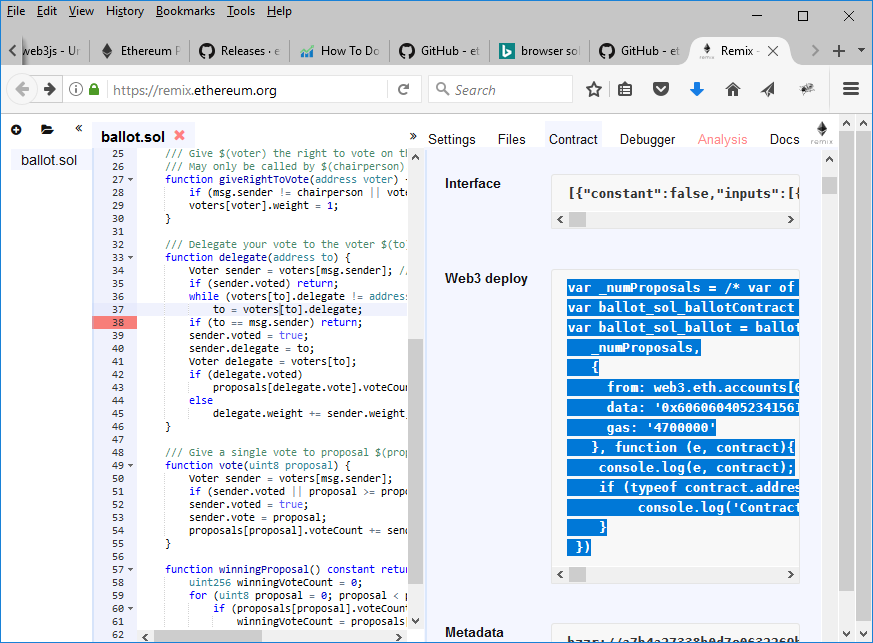 File Edit View History Bookmarks Tools Help
web3js - Ur
Ethereum P
Releases · e
How To Do
GitHub - et
browser sol
GitHub - et
Remix -
https://remix.ethereum.org
Search
ballot.sol
ballot.sol
Settings Files Contract Debugger Analysis Docs
remix
25 /// Give $(voter) the right to vote on th
26 /// May only be called by $(chairperson)
27 function giveRightToVote(address voter) {
28 if (msg.sender != chairperson || vote
29 voters[voter].weight = 1;
30 }
31
32 /// Delegate your vote to the voter $(to)
33 function delegate(address to) {
34 Voter sender = voters[msg.sender]; //
35 if (sender.voted) return;
36 while (voters[to].delegate != address
37 to = voters[to].delegate;
38 if (to == msg.sender) return;
39 sender.voted = true;
40 sender.delegate = to;
41 Voter delegate = voters[to];
42 if (delegate.voted)
43 proposals[delegate.vote].voteCoun
44 else
45 delegate.weight += sender.weight
46 }
47
48 /// Give a single vote to proposal $(prop
49 function vote(uint8 proposal) {
50 Voter sender = voters[msg.sender];
51 if (sender.voted || proposal >= propo
52 sender.voted = true;
53 sender.vote = proposal;
54 proposals[proposal].voteCount += send
55 }
56
57 function winningProposal() constant retur
58 uint256 winningVoteCount = 0;
59 for (uint8 proposal = 0; proposal < p
60 if (proposals[proposal].voteCount
61 winningVoteCount = proposals
62
Interface
[{"constant":false,"inputs":[{
Web3 deploy
var _numProposals = /* var of
var ballot_sol_ballotContract
var ballot_sol_ballot = ballot
_numProposals,
{
from: web3.eth.accounts[0
data: '0x6060604052341561
gas: '4700000'
}, function (e, contract){
console.log(e, contract);
if (typeof contract.addres
console.log('Contract
}
})
Metadata